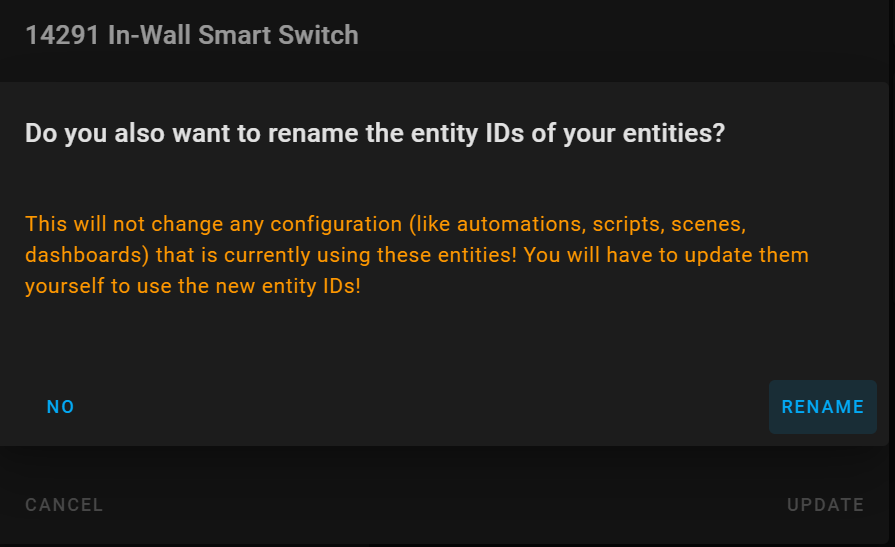 14291 In-Wall Smart Switch
Do you also want to rename the entity IDs of your entities?
This will not change any configuration (like automations, scripts, scenes,
dashboards) that is currently using these entities! You will have to update them
yourself to use the new entity IDs!
NO
RENAME
CANCEL
UPDATE